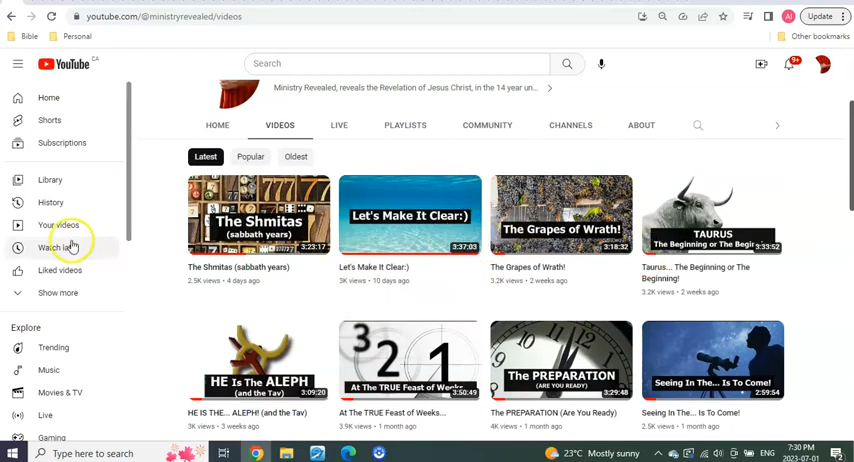 youtube.com/@ministryrevealed/videos
AI
Update
Bible
Personal
Other bookmarks
YouTube CA
Search
9+
Home
Shorts
Subscriptions
Library
History
Your videos
Watch la
Liked videos
Show more
Explore
Trending
Music
Movies & TV
Live
Gaming
Ministry Revealed, reveals the Revelation of Jesus Christ, in the 14 year un...
HOME
VIDEOS
LIVE
PLAYLISTS
COMMUNITY
CHANNELS
ABOUT
Latest
Popular
Oldest
The Shmitas
(sabbath years)
3:23:17
The Shmitas (sabbath years)
2.5K views • 4 days ago
Let's Make It Clear:)
3:37:03
Let's Make It Clear:)
3K views • 10 days ago
The Grapes of Wrath!
3:18:32
The Grapes of Wrath!
3.2K views • 2 weeks ago
TAURUS
The Beginning or The Begi
3:33:52
Taurus... The Beginning or The
Beginning!
3.2K views • 2 weeks ago
HE Is The ALEPH
(and the Tav)
3:09:20
HE IS THE... ALEPH! (and the Tav)
3K views • 3 weeks ago
3 2 1
At The TRUE Feast of Weeks...
3:50:49
At The TRUE Feast of Weeks...
3.9K views • 1 month ago
The PREPARATION
(ARE YOU READY)
3:29:48
The PREPARATION (Are You Ready)
4K views • 1 month ago
Seeing In The... Is To Come!
2:59:54
Seeing In The... Is To Come!
2.5K views • 1 month ago
Type here to search
23°C Mostly sunny
ENG
7:30 PM
2023-07-01
2